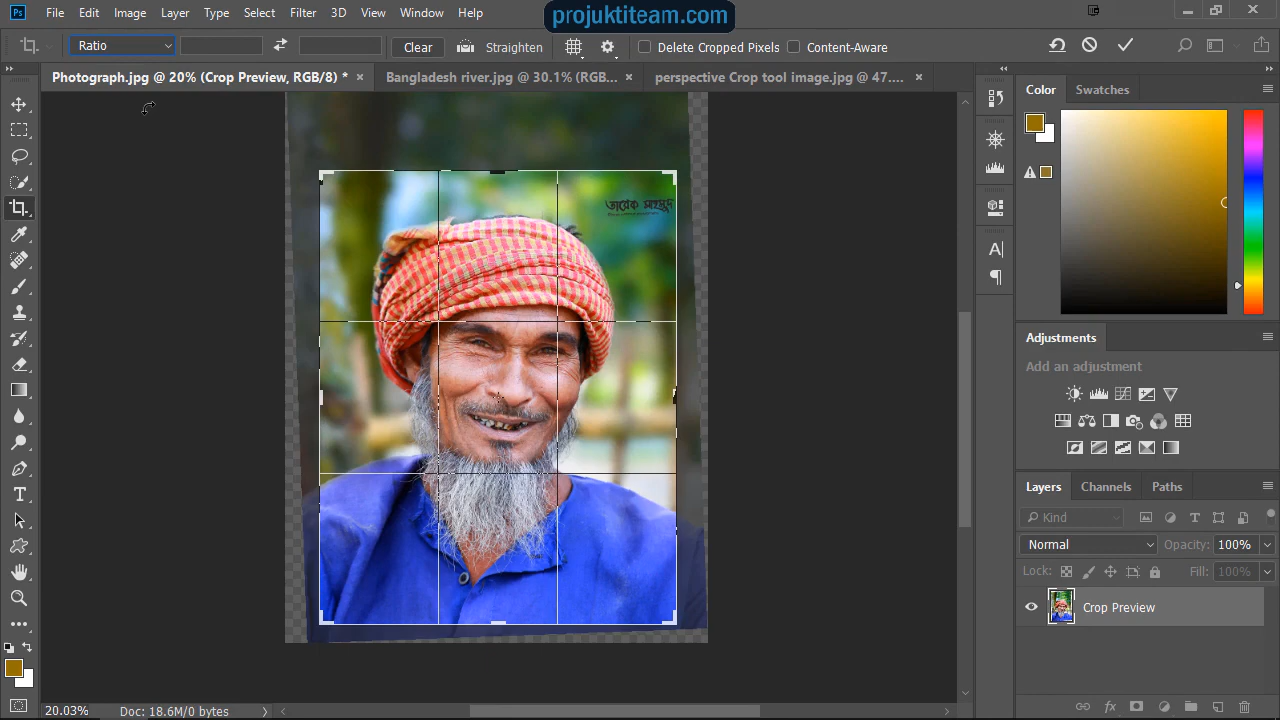 Ps File Edit Image Layer Type Select Filter 3D View Window Help
projuktiteam.com
Ratio Clear Straighten Delete Cropped Pixels Content-Aware
Photograph.jpg @ 20% (Crop Preview, RGB/8) * × Bangladesh river.jpg @ 30.1% (RGB... × perspective Crop tool image.jpg @ 47.... ×
Color Swatches
তারেক মাহমুদ
Adjustments
Add an adjustment
Layers Channels Paths
Kind
Normal Opacity: 100%
Lock: Fill: 100%
Crop Preview
20.03% Doc: 18.6M/0 bytes